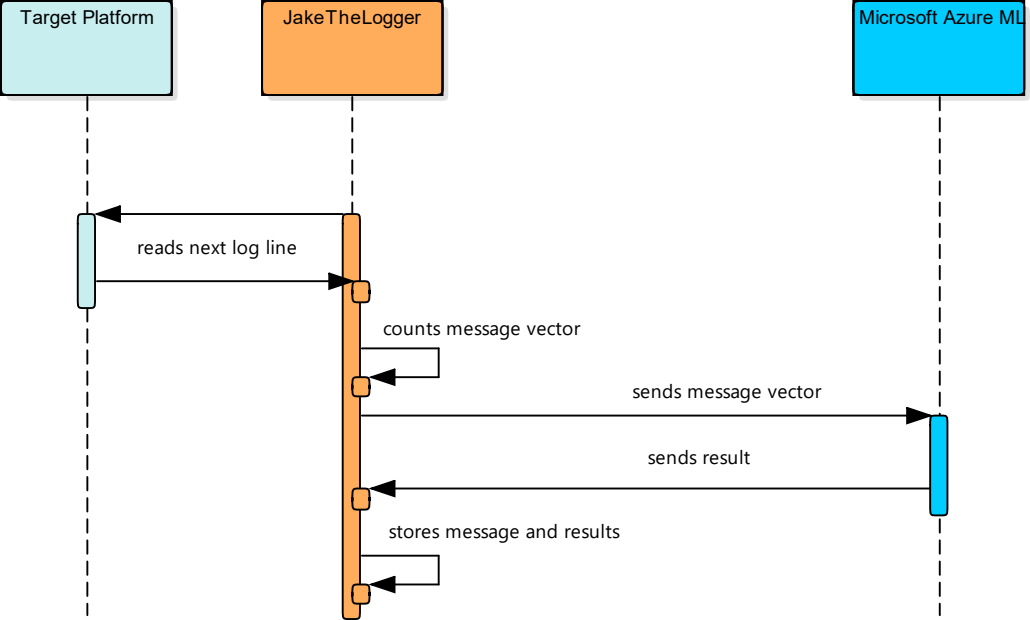 Target Platform
JakeTheLogger
Microsoft Azure ML
reads next log line
counts message vector
sends message vector
sends result
stores message and results